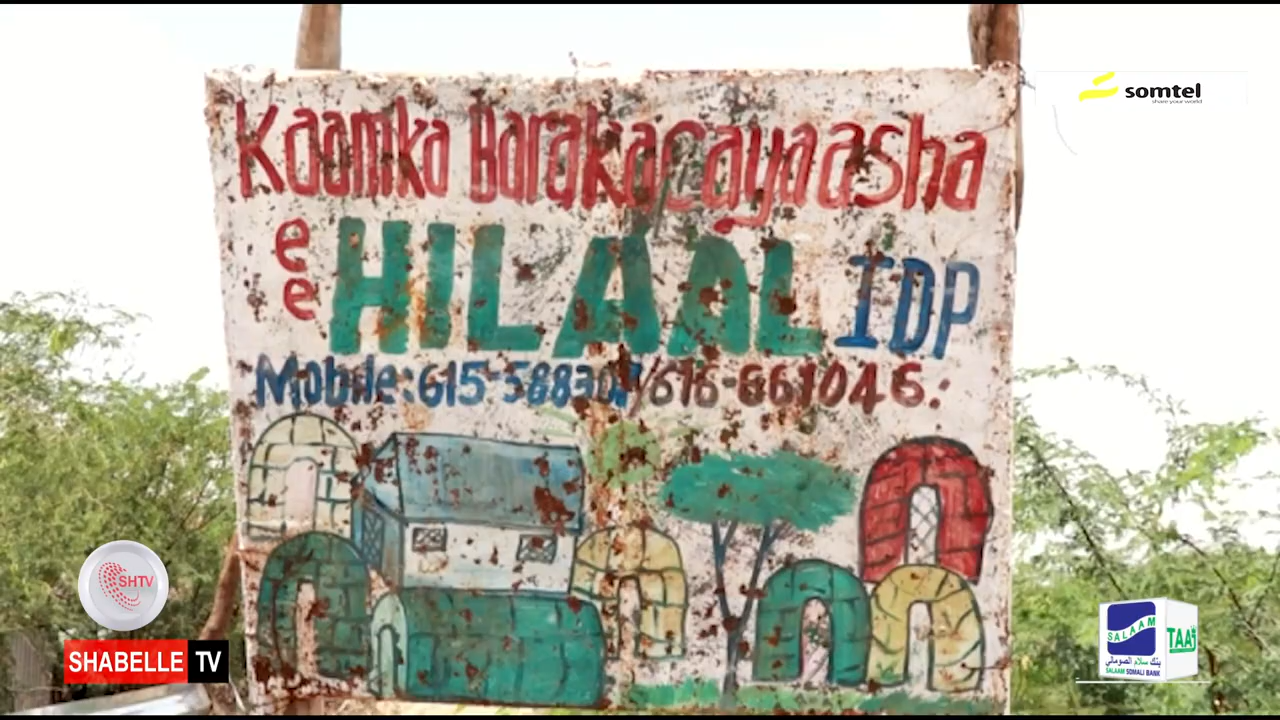 somtel
share your world
Kaamka Barakacayaasha
ee
HILAAL IDP
Mobile: 615-588307/616-661046.
SHTV
SHABELLE TV
SALAAM
بنك سلام الصومالي
SALAAM SOMALI BANK
TAAJ